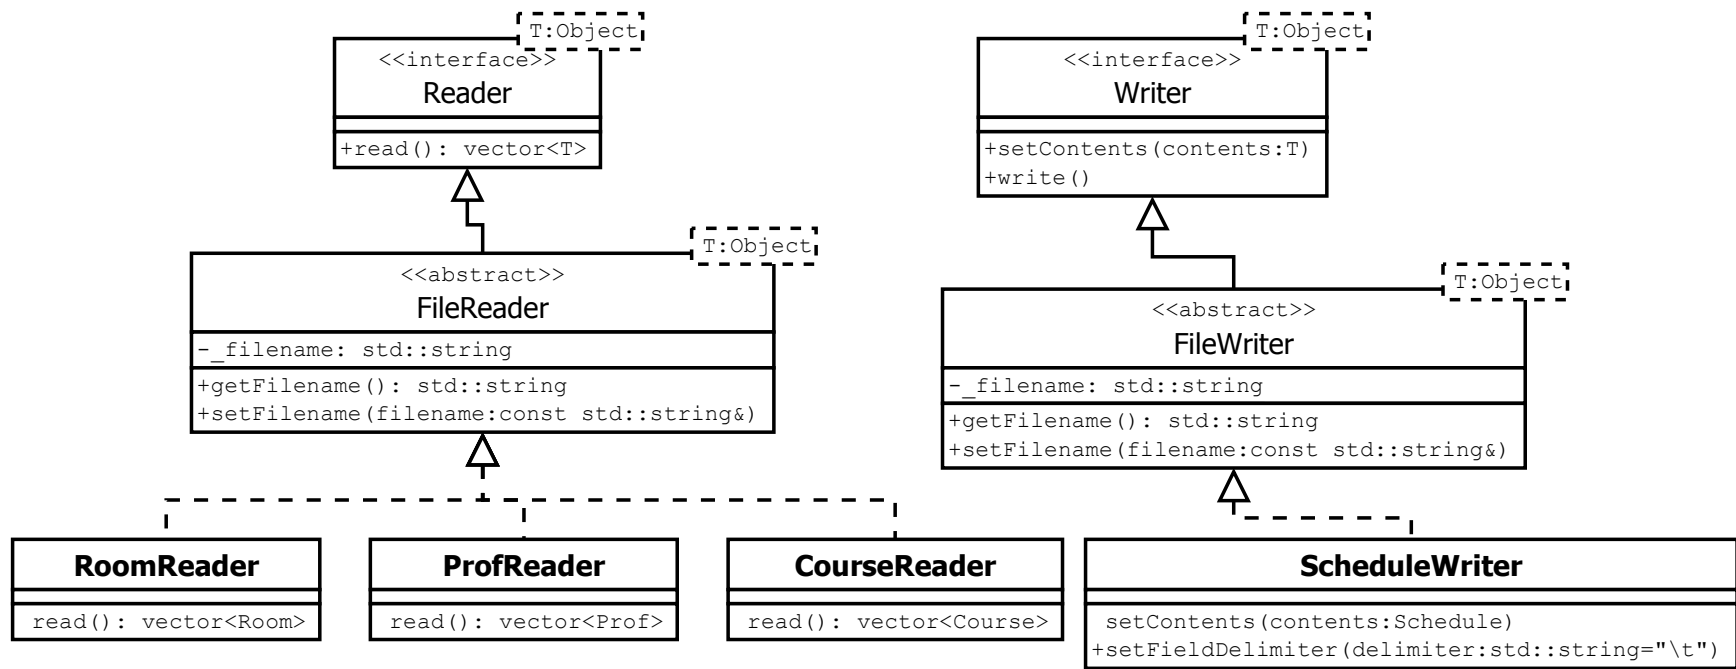 T:Object
<<interface>>
Reader
+read(): vector<T>
T:Object
<<interface>>
Writer
+setContents(contents:T)
+write()
T:Object
<<abstract>>
FileReader
-_filename: std::string
+getFilename(): std::string
+setFilename(filename:const std::string&)
T:Object
<<abstract>>
FileWriter
-_filename: std::string
+getFilename(): std::string
+setFilename(filename:const std::string&)
RoomReader
read(): vector<Room>
ProfReader
read(): vector<Prof>
CourseReader
read(): vector<Course>
ScheduleWriter
setContents(contents:Schedule)
+setFieldDelimiter(delimiter:std::string="\t")